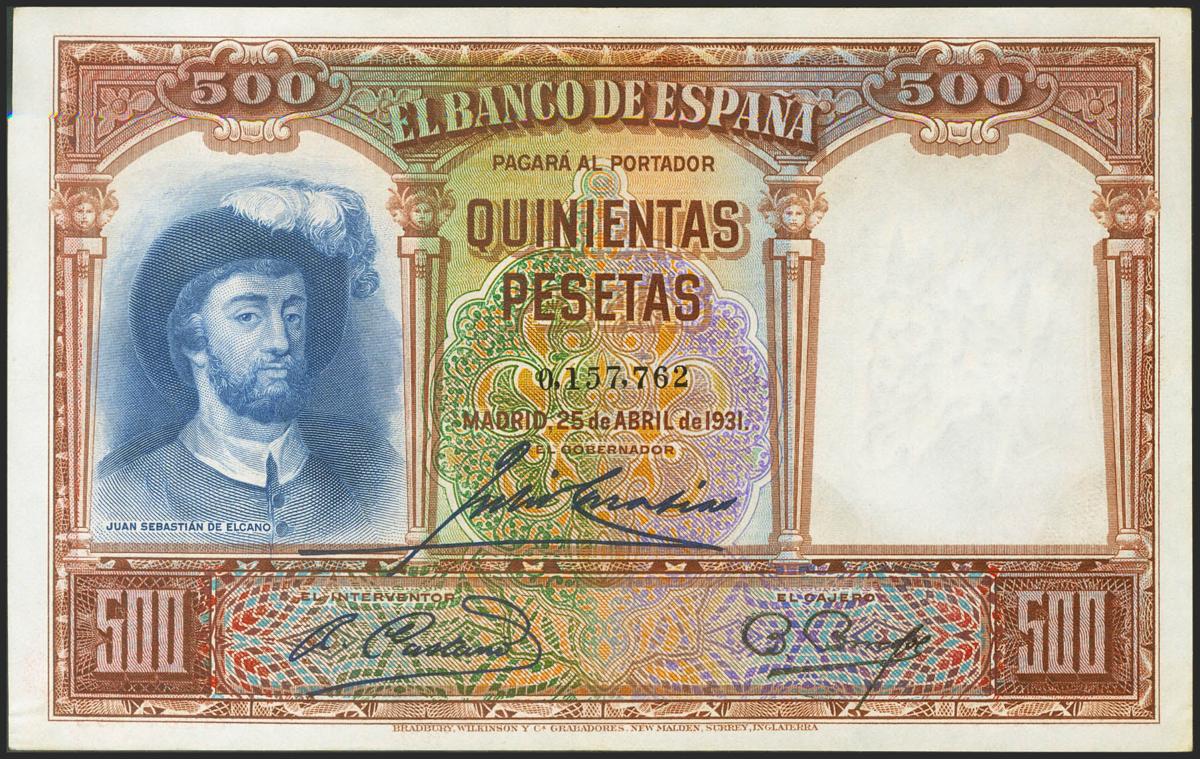 500
500
EL BANCO DE ESPAÑA
PAGARÁ AL PORTADOR
QUINIENTAS
PESETAS
0,157,762
MADRID, 25 de ABRIL de 1931.
EL GOBERNADOR
JUAN SEBASTIÁN DE ELCANO
EL INTERVENTOR
EL CAJERO
500
500
BRADBURY, WILKINSON Y Cª GRABADORES. NEW MALDEN, SURREY, INGLATERRA